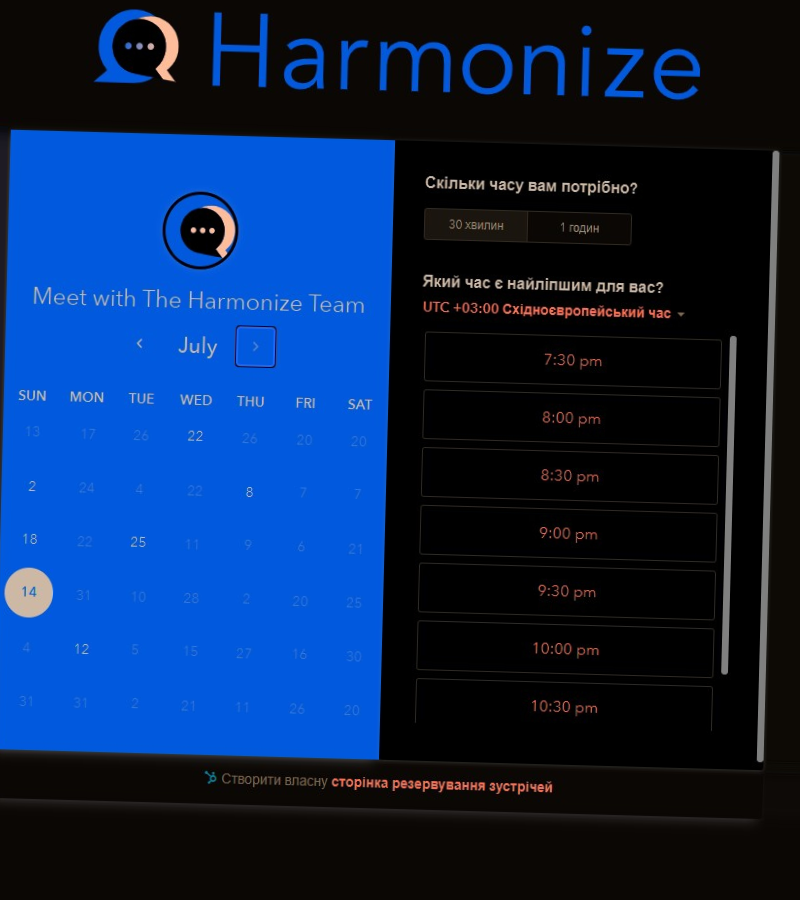 Harmonize
Meet with The Harmonize Team
July
SUN MON TUE WED THU FRI SAT
13 17 26 22 26 20 20
2 24 4 22 8 7 7
18 22 25 11 9 6 21
14 31 10 28 2 20 25
4 12 5 15 27 16 30
31 31 2 21 11 26 20
Скільки часу вам потрібно?
30 хвилин 1 годин
Який час є найліпшим для вас?
UTC +03:00 Східноєвропейський час
7:30 pm
8:00 pm
8:30 pm
9:00 pm
9:30 pm
10:00 pm
10:30 pm
Створити власну сторінка резервування зустрічей